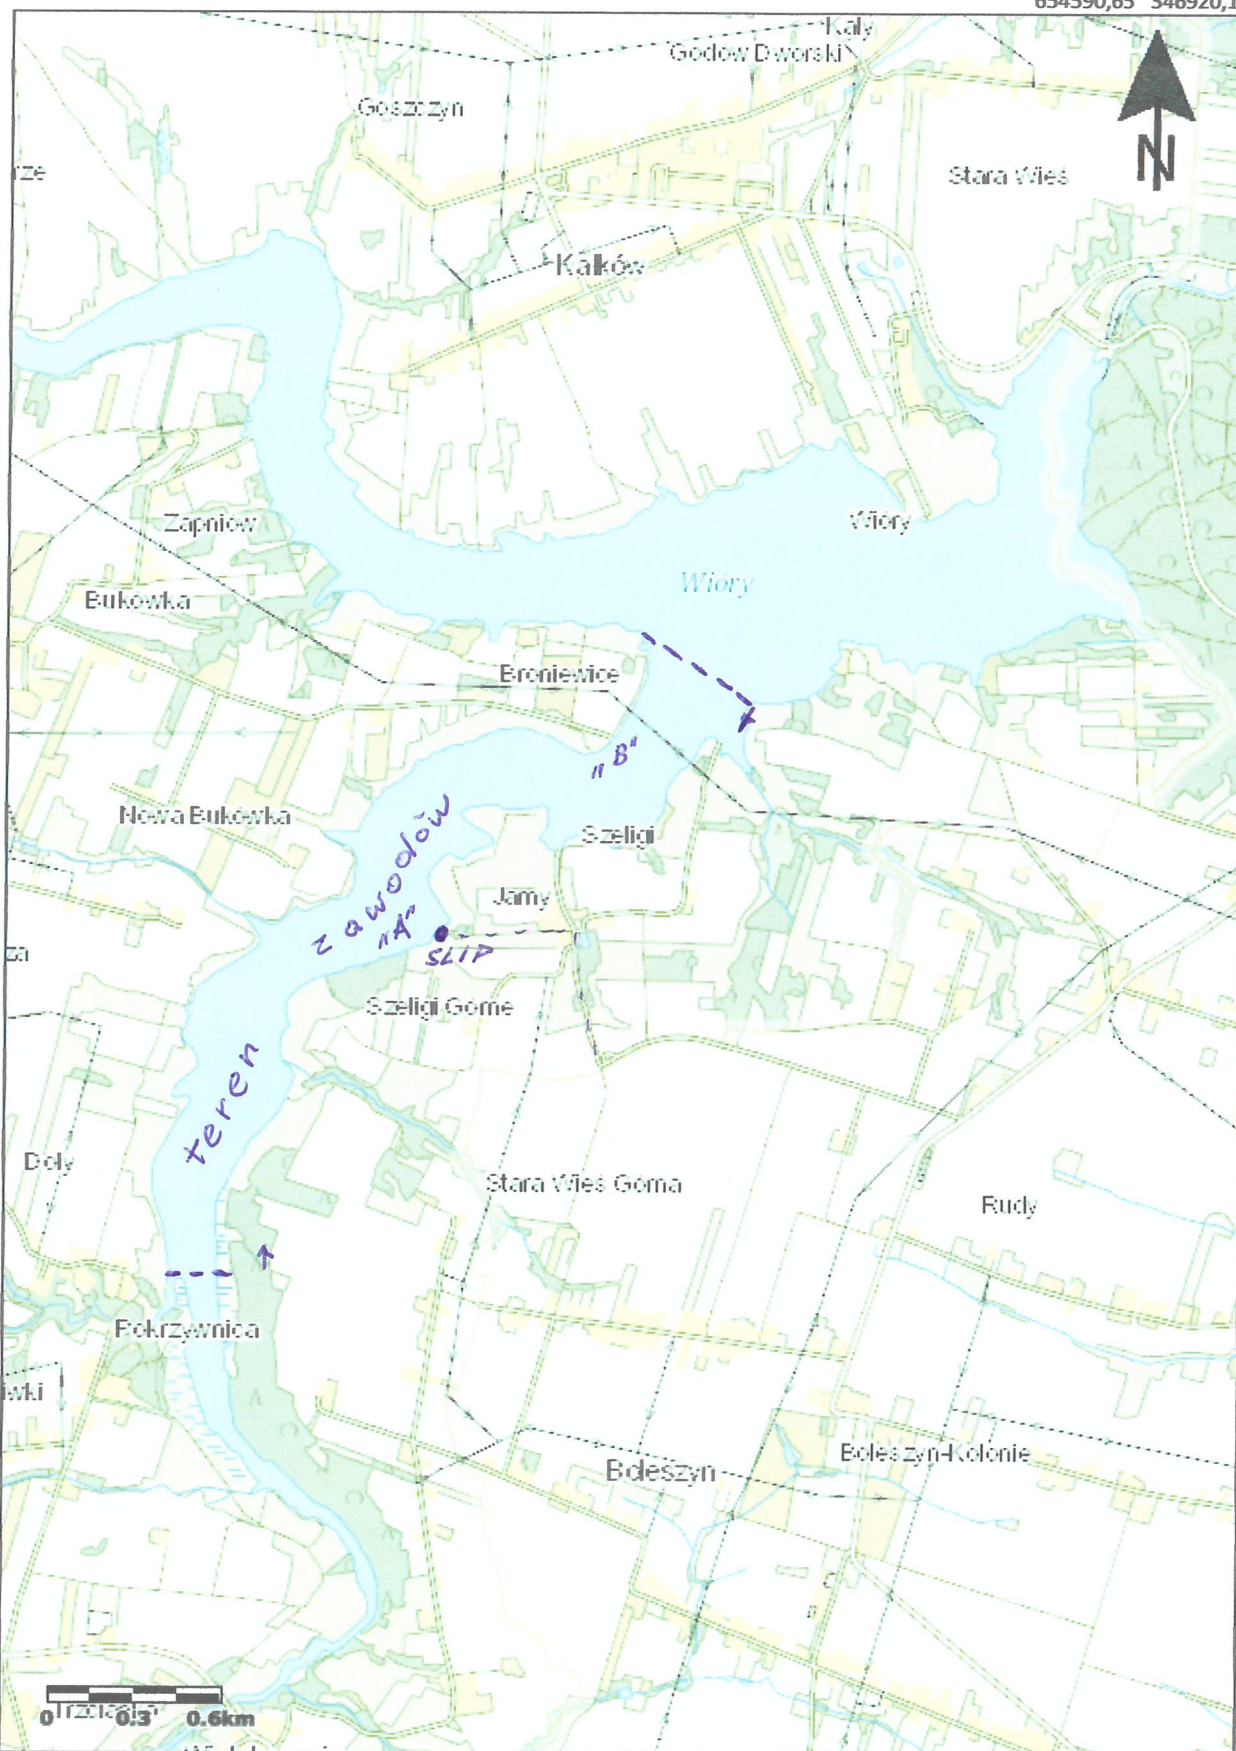 654590,65 546920,1
Kały
Godów Dworski
Goszczyn
rze
Stara Wieś
N
Kałków
Zapniów
Wióry
Wióry
Bukówka
Broniewice
„B"
Nowa Bukówka
zawodów
Szeligi
Jamy
„A"
za
SLIP
Szeligi Górne
teren
Doły
Stara Wieś Górna
Rudy
Pokrzywnica
iwki
Boleszyn-Kolonie
Boleszyn
0 0.3 0.6km